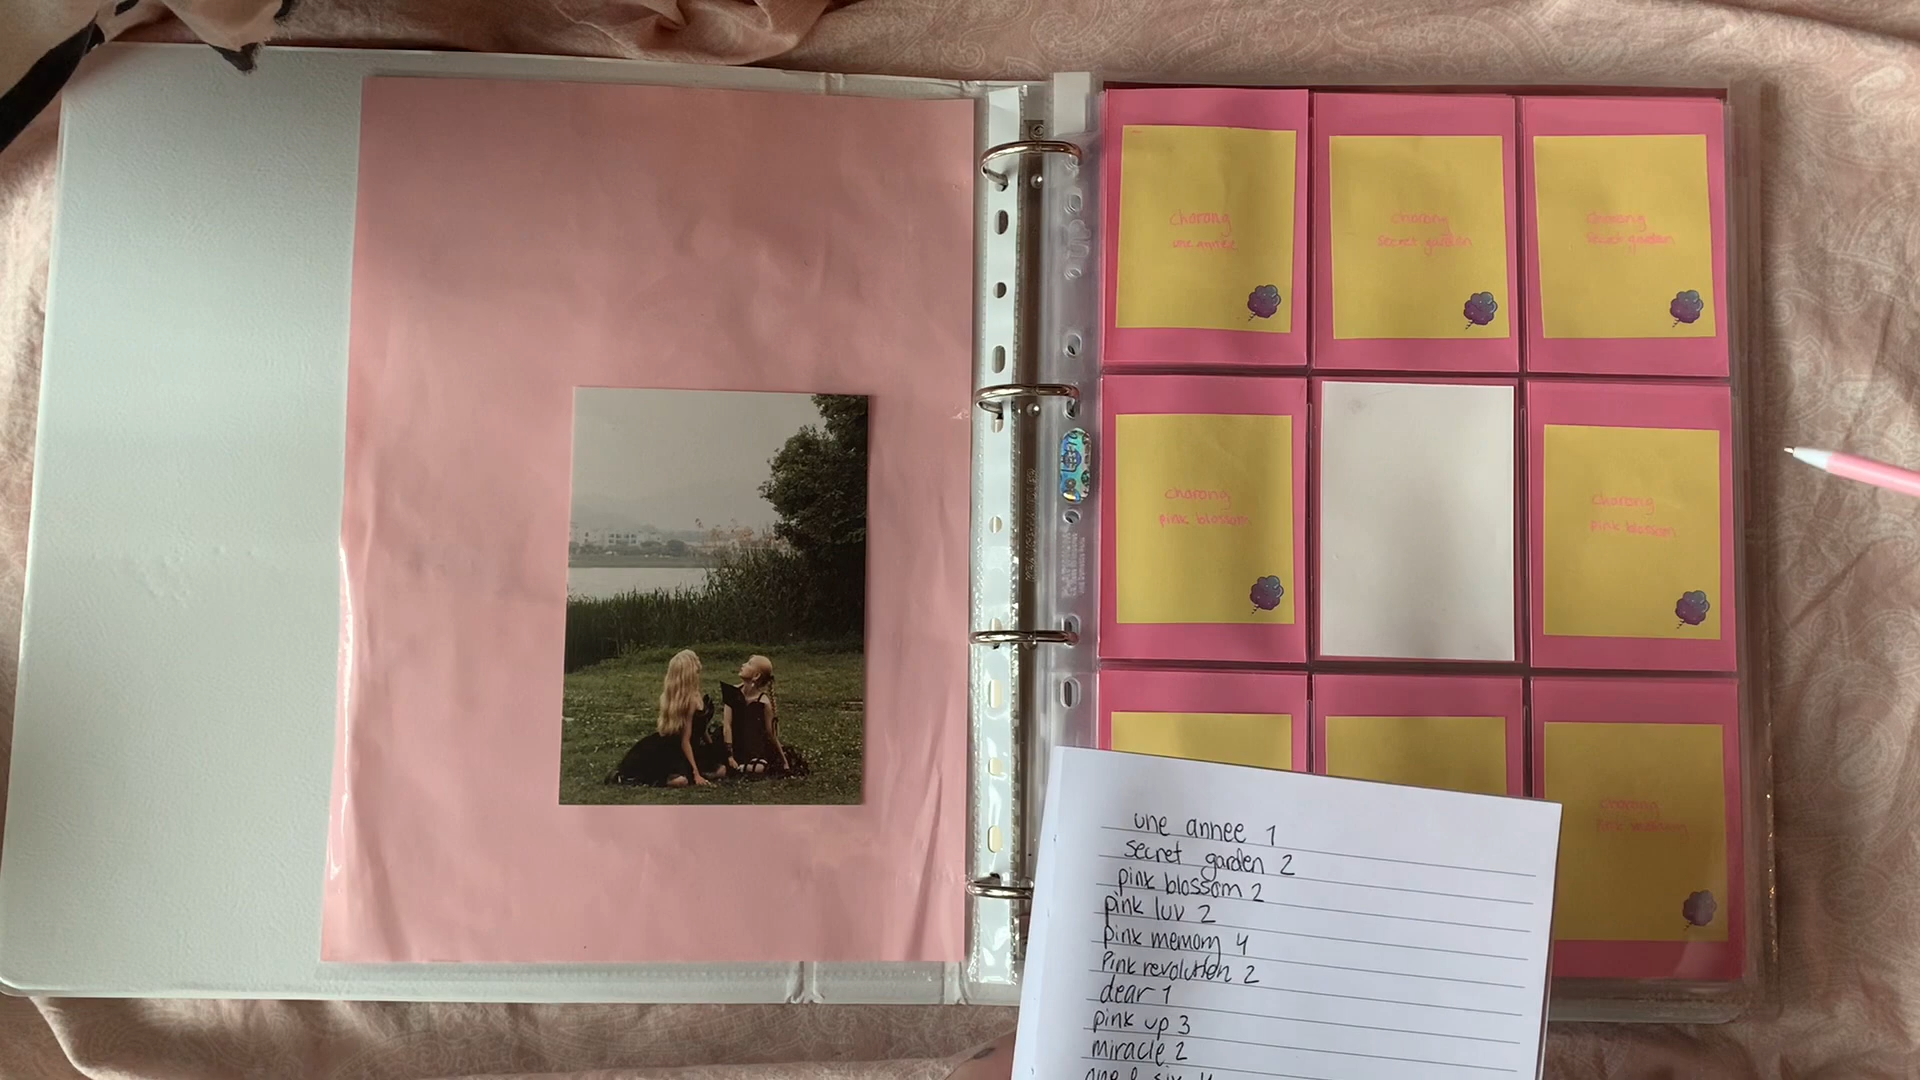 chorong
une annee
chorong
secret garden
chorong
secret garden
chorong
pink blossom
chorong
pink blossom
chorong
une annee 1
secret garden 2
pink blossom 2
pink luv 2
pink memory 4
Pink revolution 2
dear 1
pink up 3
miracle 2